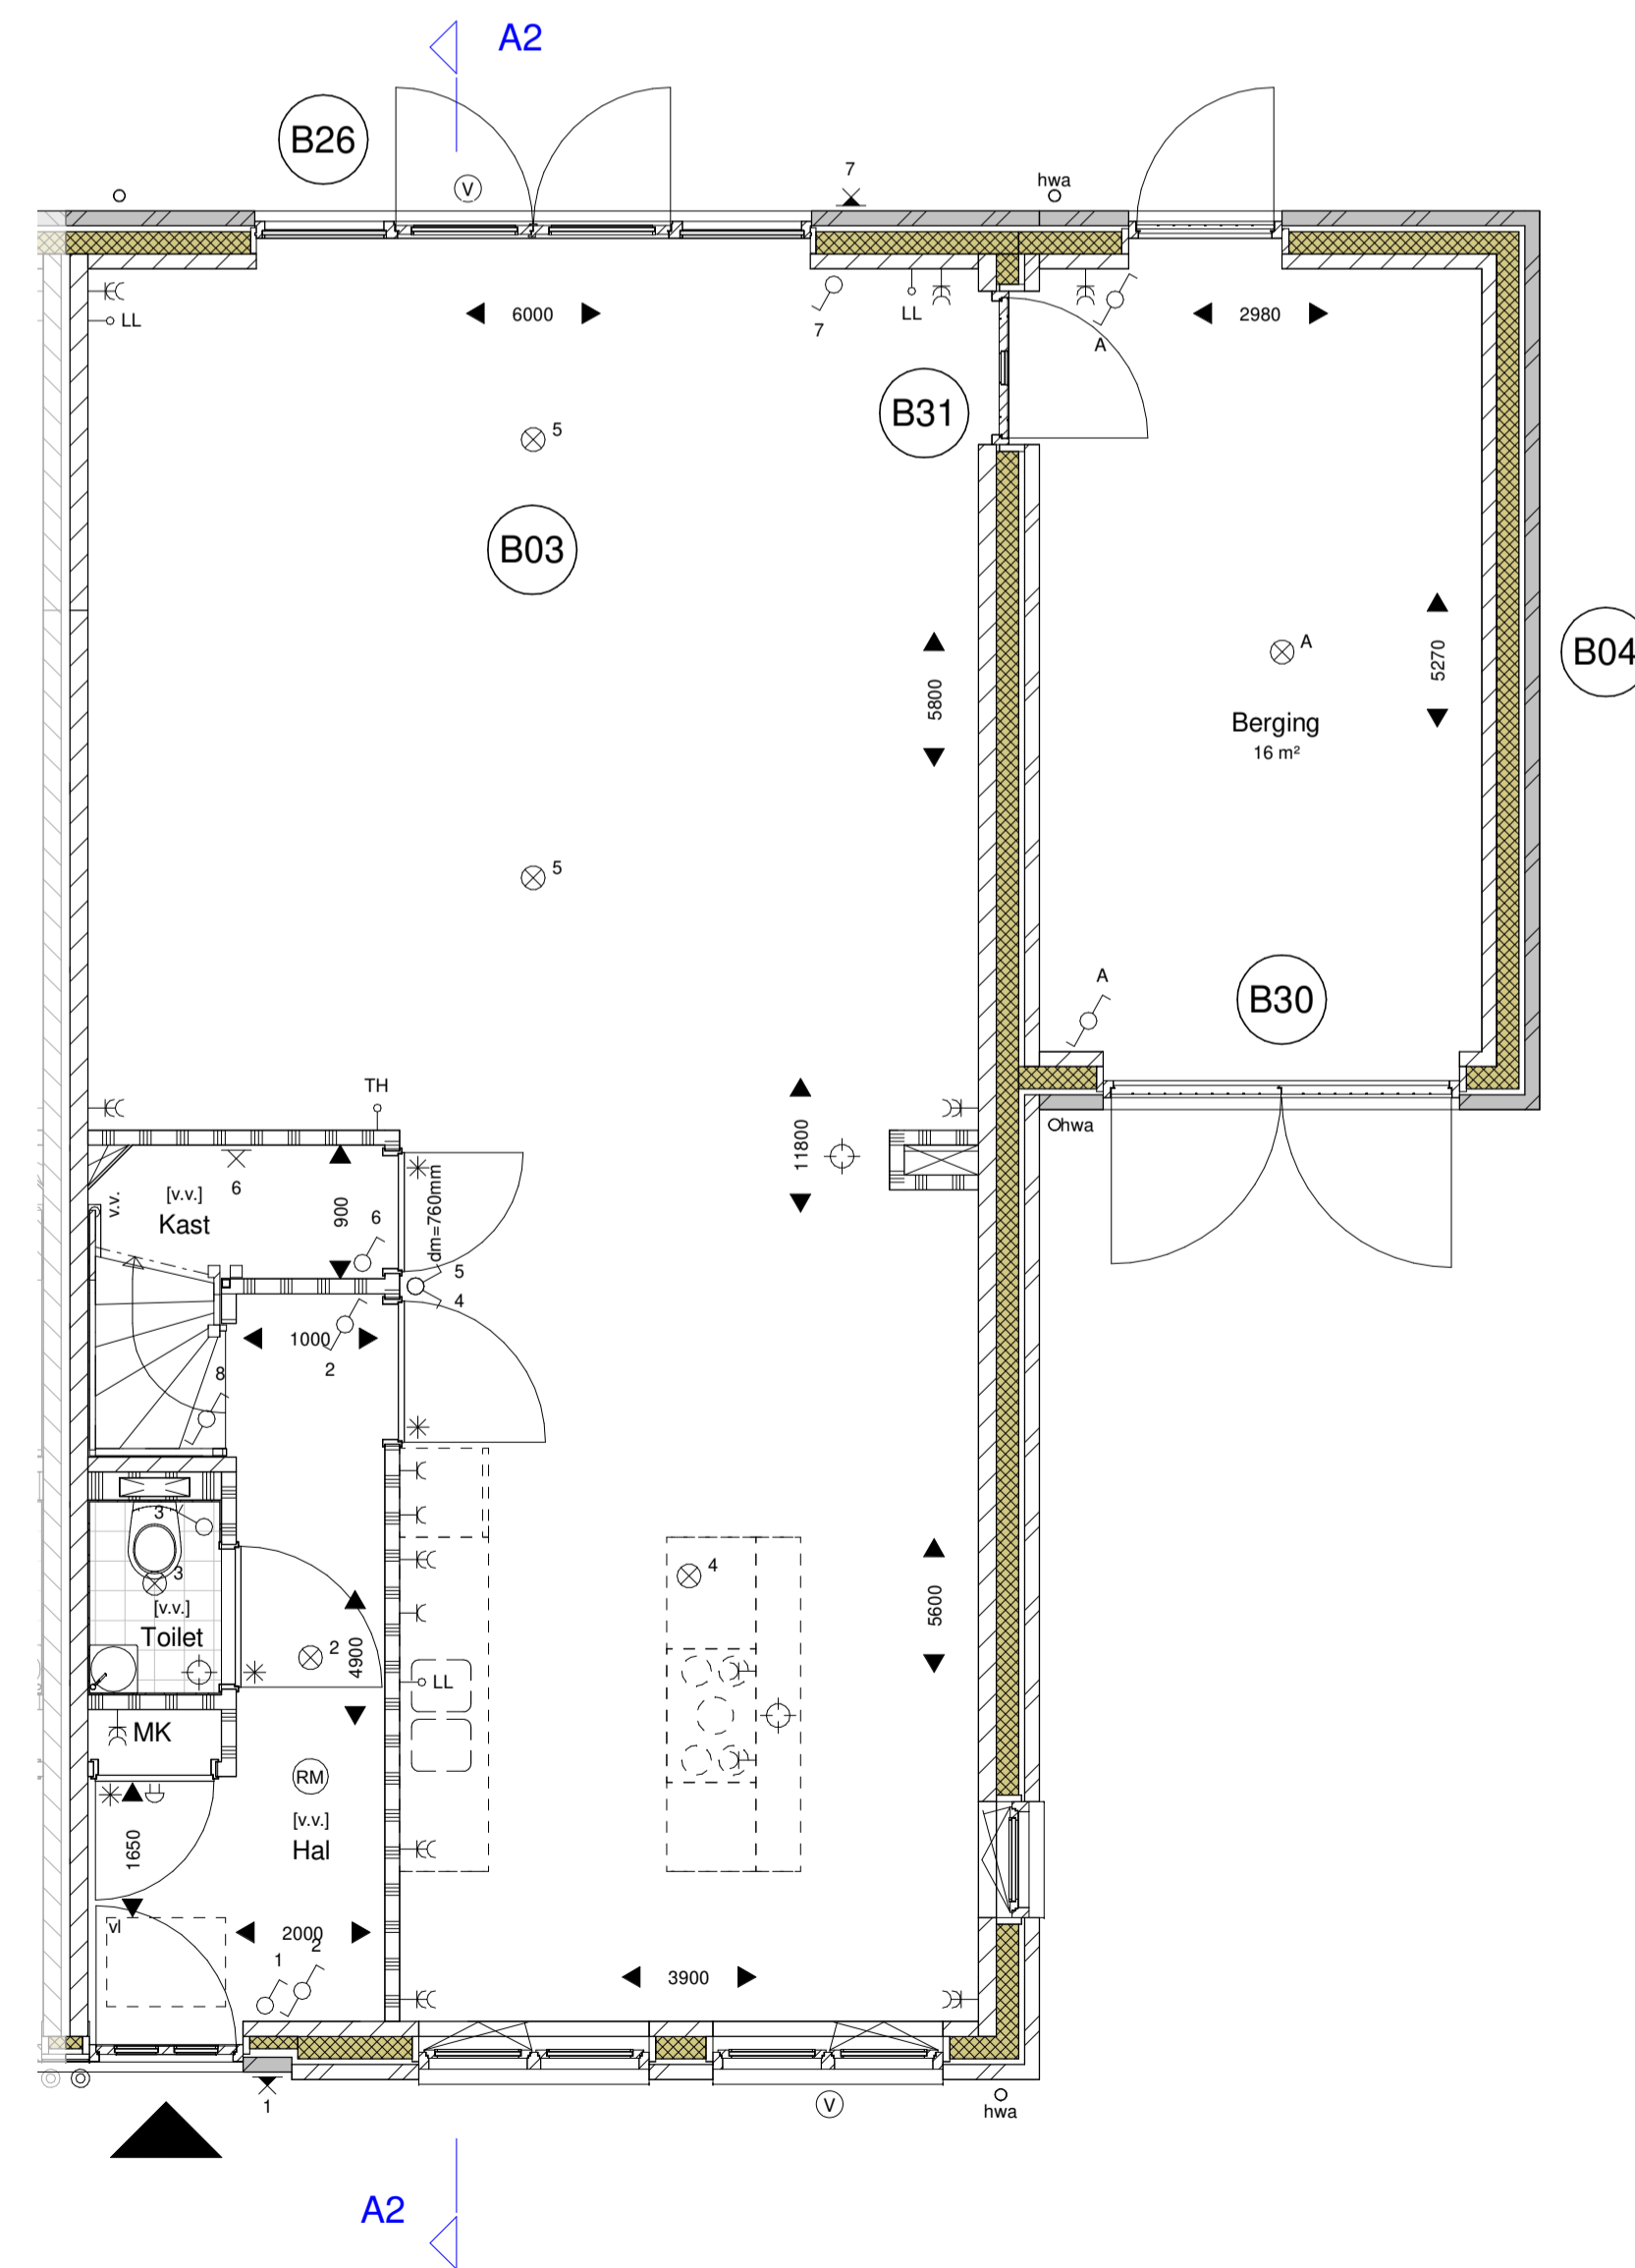 A2
B26
V
7
hwa
LL
6000
7
LL
A
2980
B31
5
B03
5800
A
Berging
16 m²
5270
B04
5
A
B30
Ohwa
TH
6
[v.v.]
Kast
v.v.
900
6
dm=760mm
11800
5
4
1000
2
8
3
3
[v.v.]
Toilet
2
4900
4
5600
LL
MK
RM
[v.v.]
Hal
1650
vl
2000
1
2
3900
1
V
hwa
A2